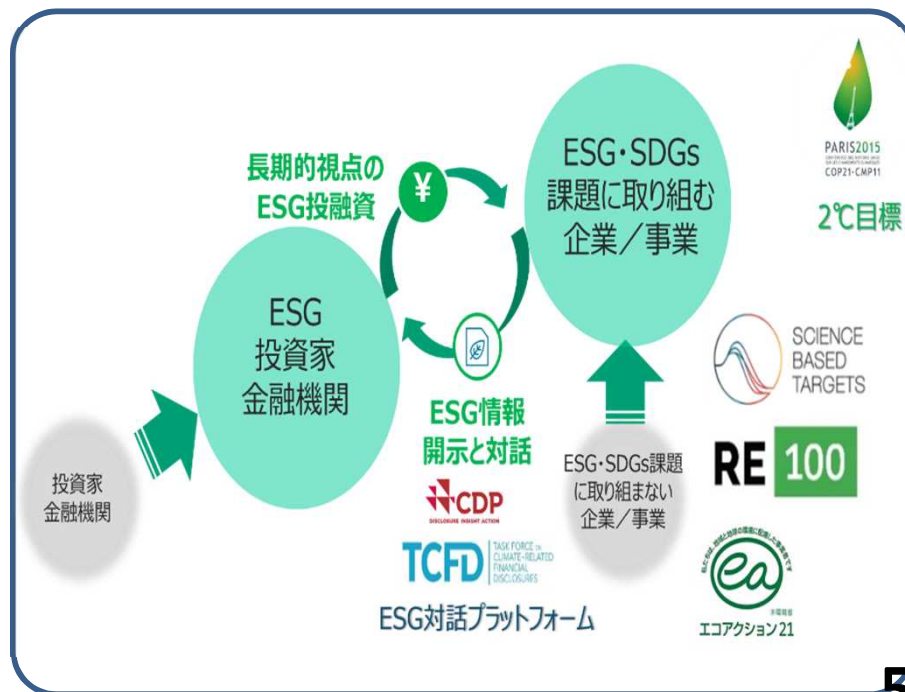 長期的視点の
ESG投融資
¥
ESG・SDGs
課題に取り組む
企業／事業
PARIS2015
COP21・CMP11
2℃目標
ESG
投資家
金融機関
ESG情報
開示と対話
投資家
金融機関
ESG・SDGs課題
に取り組まない
企業／事業
CDP
DISCLOSURE INSIGHT ACTION
TCFD
TASK FORCE ON
CLIMATE-RELATED
FINANCIAL
DISCLOSURES
ESG対話プラットフォーム
SCIENCE
BASED
TARGETS
RE 100
ea
エコアクション21